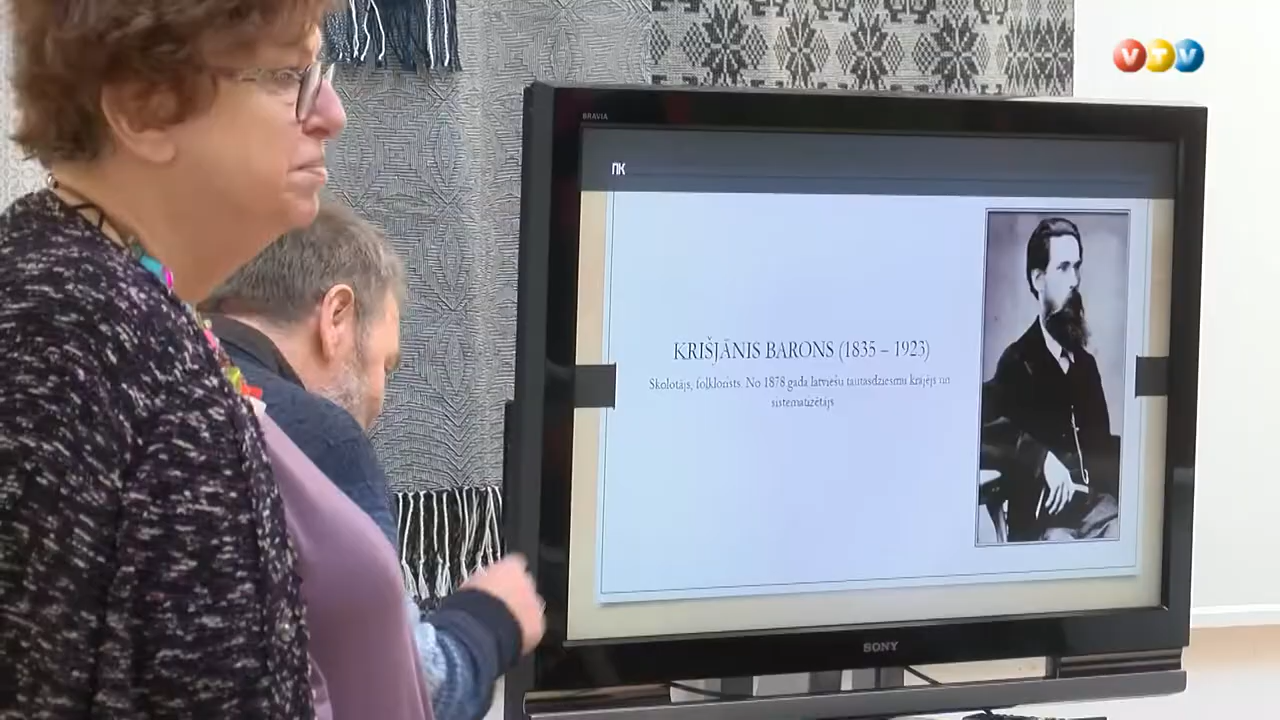 VTV
BRAVIA
ПК
KRIŠJĀNIS BARONS (1835 – 1923)
Skolotājs, folklorists. No 1878 gada latviešu tautasdziesmu krājējs un
sistematizētājs
SONY